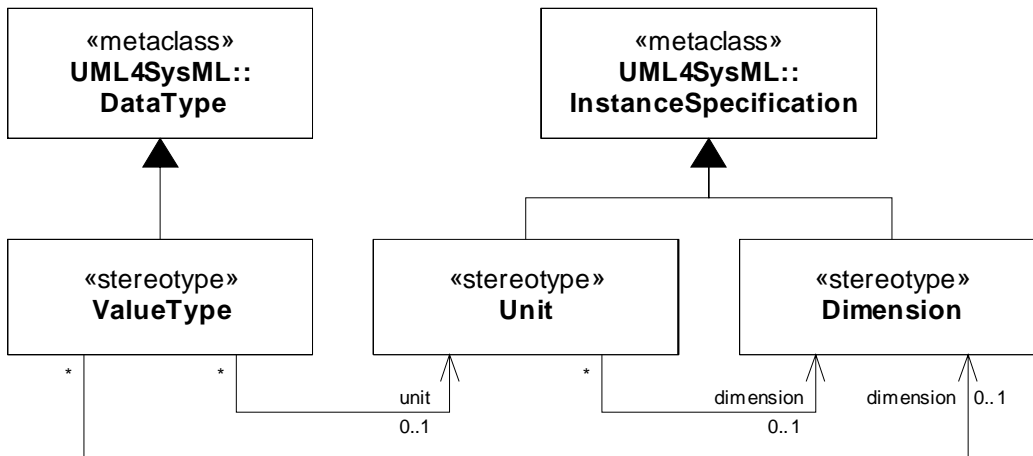 «metaclass»
UML4SysML::
DataType
«metaclass»
UML4SysML::
InstanceSpecification
«stereotype»
ValueType
«stereotype»
Unit
«stereotype»
Dimension
*
*
unit
0..1
*
dimension
0..1
dimension
0..1